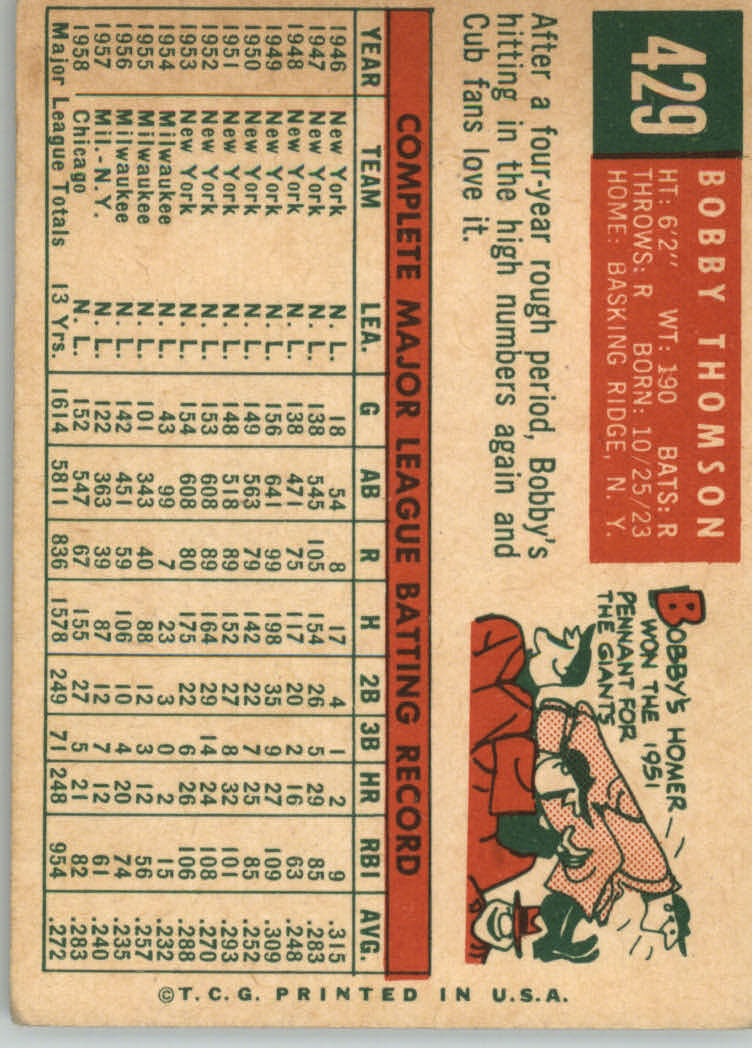 429
BOBBY THOMSON
HT: 6'2" WT: 190 BATS: R
THROWS: R BORN: 10/25/23
HOME: BASKING RIDGE, N. Y.
After a four-year rough period, Bobby's
hitting in the high numbers again and
Cub fans love it.
BOBBY'S HOMER—
WON THE 1951
PENNANT FOR
THE GIANTS
COMPLETE MAJOR LEAGUE BATTING RECORD
YEAR TEAM LEA. G AB R H 2B 3B HR RBI AVG.
1946 New York N. L. 18 54 8 17 4 1 2 9 .315
1947 New York N. L. 138 545 105 154 26 5 29 85 .283
1948 New York N. L. 138 471 75 117 20 2 16 63 .248
1949 New York N. L. 156 641 99 198 35 9 27 109 .309
1950 New York N. L. 149 563 79 142 22 7 25 85 .252
1951 New York N. L. 148 518 89 152 27 8 32 101 .293
1952 New York N. L. 153 608 89 164 29 14 24 108 .270
1953 New York N. L. 154 608 80 175 22 6 26 106 .288
1954 Milwaukee N. L. 43 99 7 23 3 0 2 15 .232
1955 Milwaukee N. L. 101 343 40 88 12 3 12 56 .257
1956 Milwaukee N. L. 142 451 59 106 10 4 20 74 .235
1957 Mil.-N.Y. N. L. 122 363 39 87 12 7 12 61 .240
1958 Chicago N. L. 152 547 67 155 27 5 21 82 .283
Major League Totals 13 Yrs. 1614 5811 836 1578 249 71 248 954 .272
©T.C.G. PRINTED IN U.S.A.